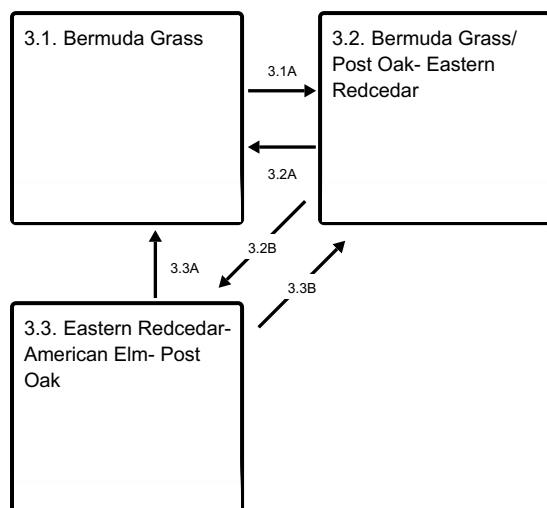 3.1. Bermuda Grass
3.2. Bermuda Grass/
Post Oak- Eastern
Redcedar
3.1A
3.2A
3.2B
3.3A
3.3B
3.3. Eastern Redcedar-
American Elm- Post
Oak